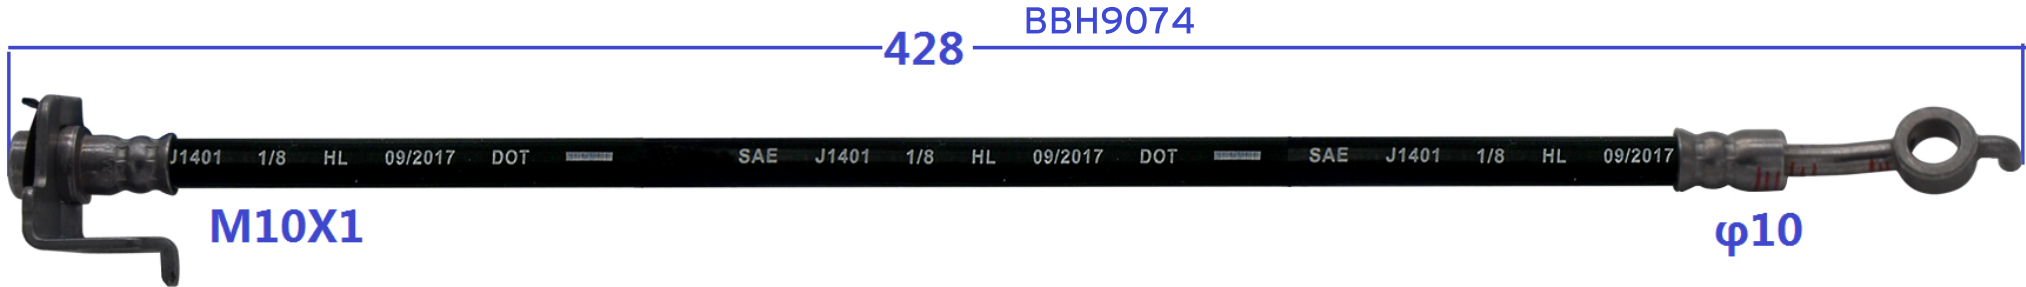 BBH9074
428
J1401 1/8 HL 09/2017 DOT SAE J1401 1/8 HL 09/2017 DOT SAE J1401 1/8 HL 09/2017
M10X1
φ10